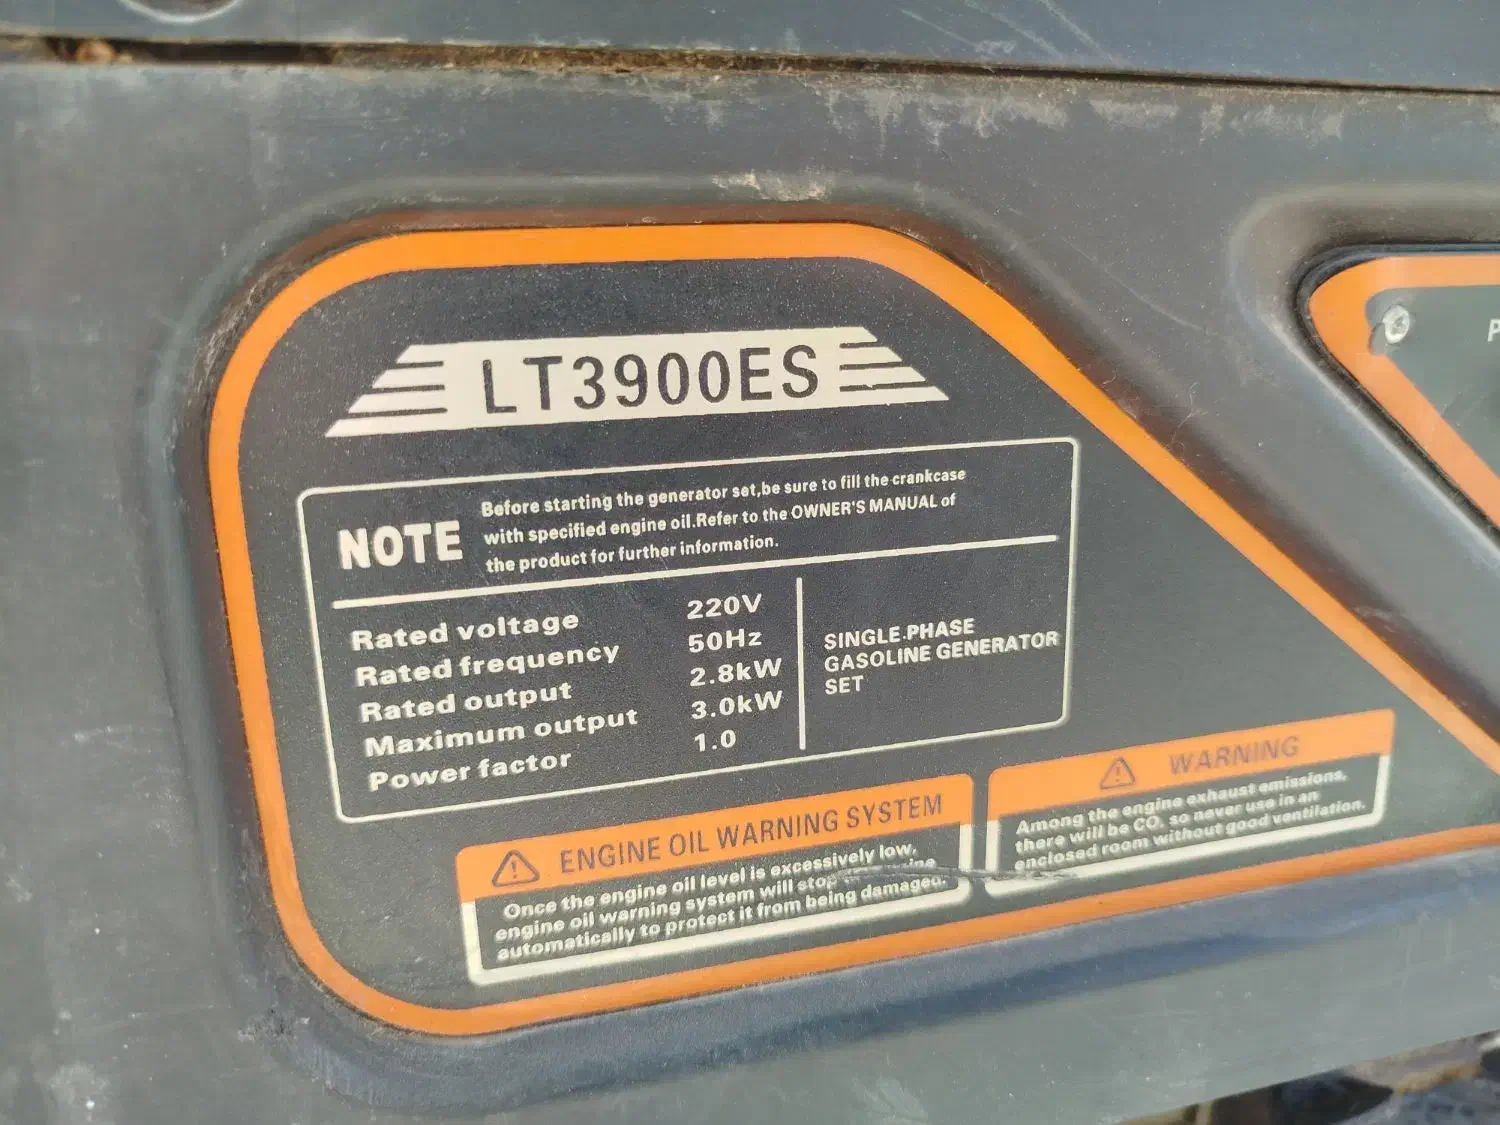 LT3900ES
NOTE
Before starting the generator set,be sure to fill the crankcase
with specified engine oil.Refer to the OWNER'S MANUAL of
the product for further information.
Rated voltage 220V
Rated frequency 50Hz
Rated output 2.8kW
Maximum output 3.0kW
Power factor 1.0
SINGLE.PHASE
GASOLINE GENERATOR
SET
ENGINE OIL WARNING SYSTEM
Once the engine oil level is excessively low,
engine oil warning system will stop
automatically to protect it from being damaged.
WARNING
Among the engine exhaust emissions,
there will be CO, so never use in an
enclosed room without good ventilation.
P